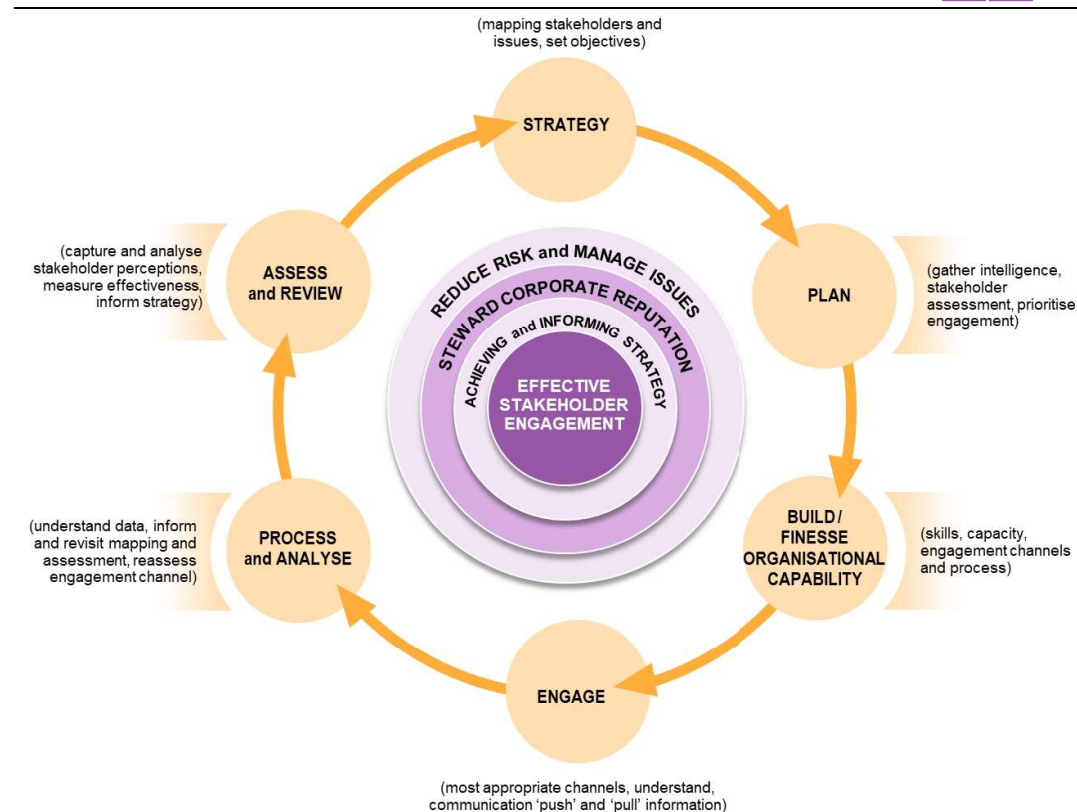 (mapping stakeholders and
issues, set objectives)
STRATEGY
(capture and analyse
stakeholder perceptions,
measure effectiveness,
inform strategy)
ASSESS
and REVIEW
REDUCE RISK and MANAGE ISSUES
STEWARD CORPORATE REPUTATION
ACHIEVING and INFORMING STRATEGY
EFFECTIVE
STAKEHOLDER
ENGAGEMENT
PLAN
(gather intelligence,
stakeholder
assessment, prioritise
engagement)
(understand data, inform
and revisit mapping and
assessment, reassess
engagement channel)
PROCESS
and ANALYSE
BUILD /
FINESSE
ORGANISATIONAL
CAPABILITY
(skills, capacity,
engagement channels
and process)
ENGAGE
(most appropriate channels, understand,
communication ‘push’ and ‘pull’ information)